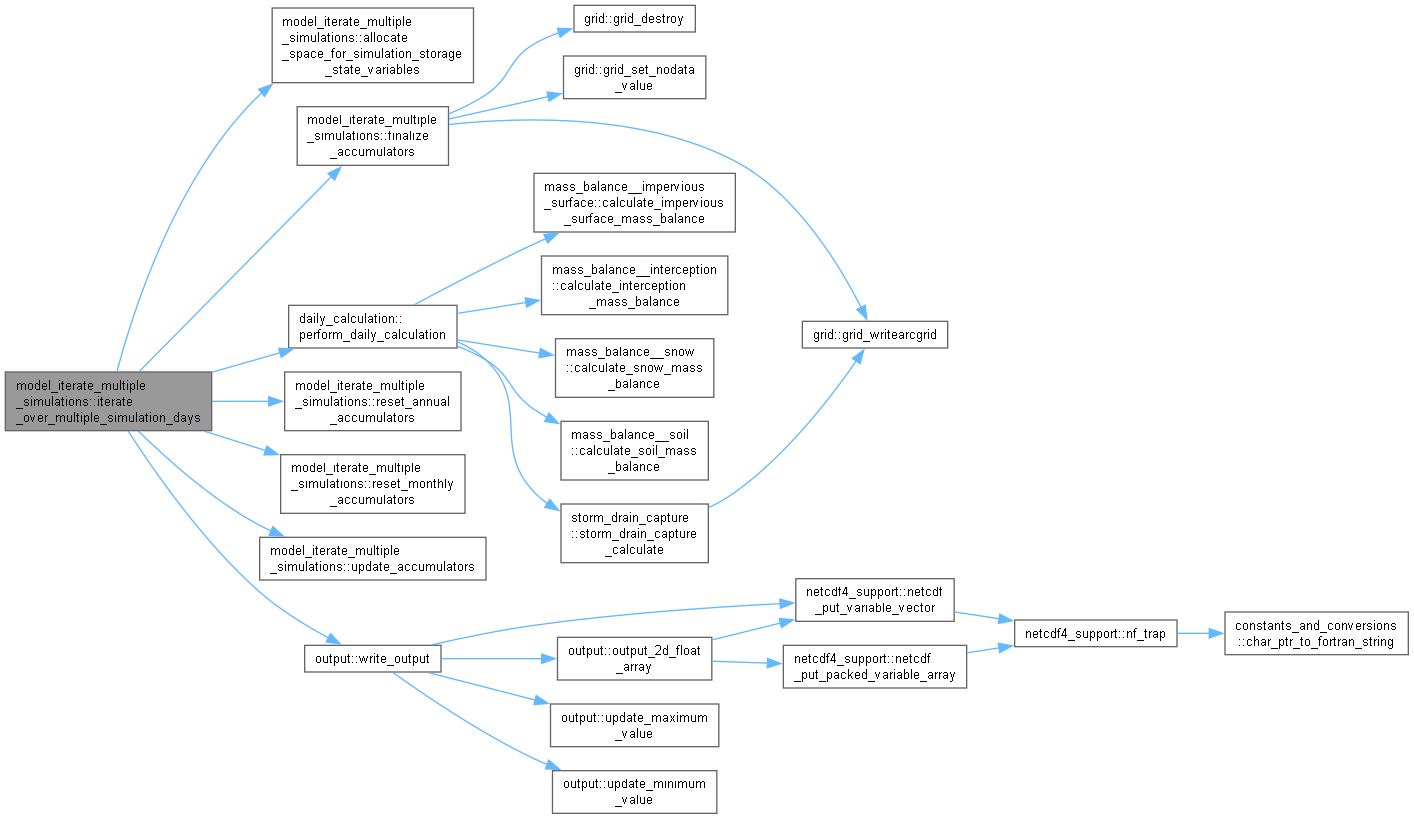 model_iterate_multiple
_simulations::allocate
_space_for_simulation_storage
_state_variables
grid::grid_destroy
grid::grid_set_nodata
_value
model_iterate_multiple
_simulations::finalize
_accumulators
mass_balance__impervious
_surface::calculate_impervious
_surface_mass_balance
mass_balance__interception
::calculate_interception
_mass_balance
daily_calculation::
perform_daily_calculation
grid::grid_writearcgrid
mass_balance__snow
::calculate_snow_mass
_balance
model_iterate_multiple
_simulations::iterate
_over_multiple_simulation_days
model_iterate_multiple
_simulations::reset_annual
_accumulators
mass_balance__soil
::calculate_soil_mass
_balance
model_iterate_multiple
_simulations::reset_monthly
_accumulators
storm_drain_capture
::storm_drain_capture
_calculate
model_iterate_multiple
_simulations::update_accumulators
netcdf4_support::netcdf
_put_variable_vector
output::write_output
output::output_2d_float
_array
netcdf4_support::nf_trap
constants_and_conversions
::char_ptr_to_fortran_string
netcdf4_support::netcdf
_put_packed_variable_array
output::update_maximum
_value
output::update_minimum
_value